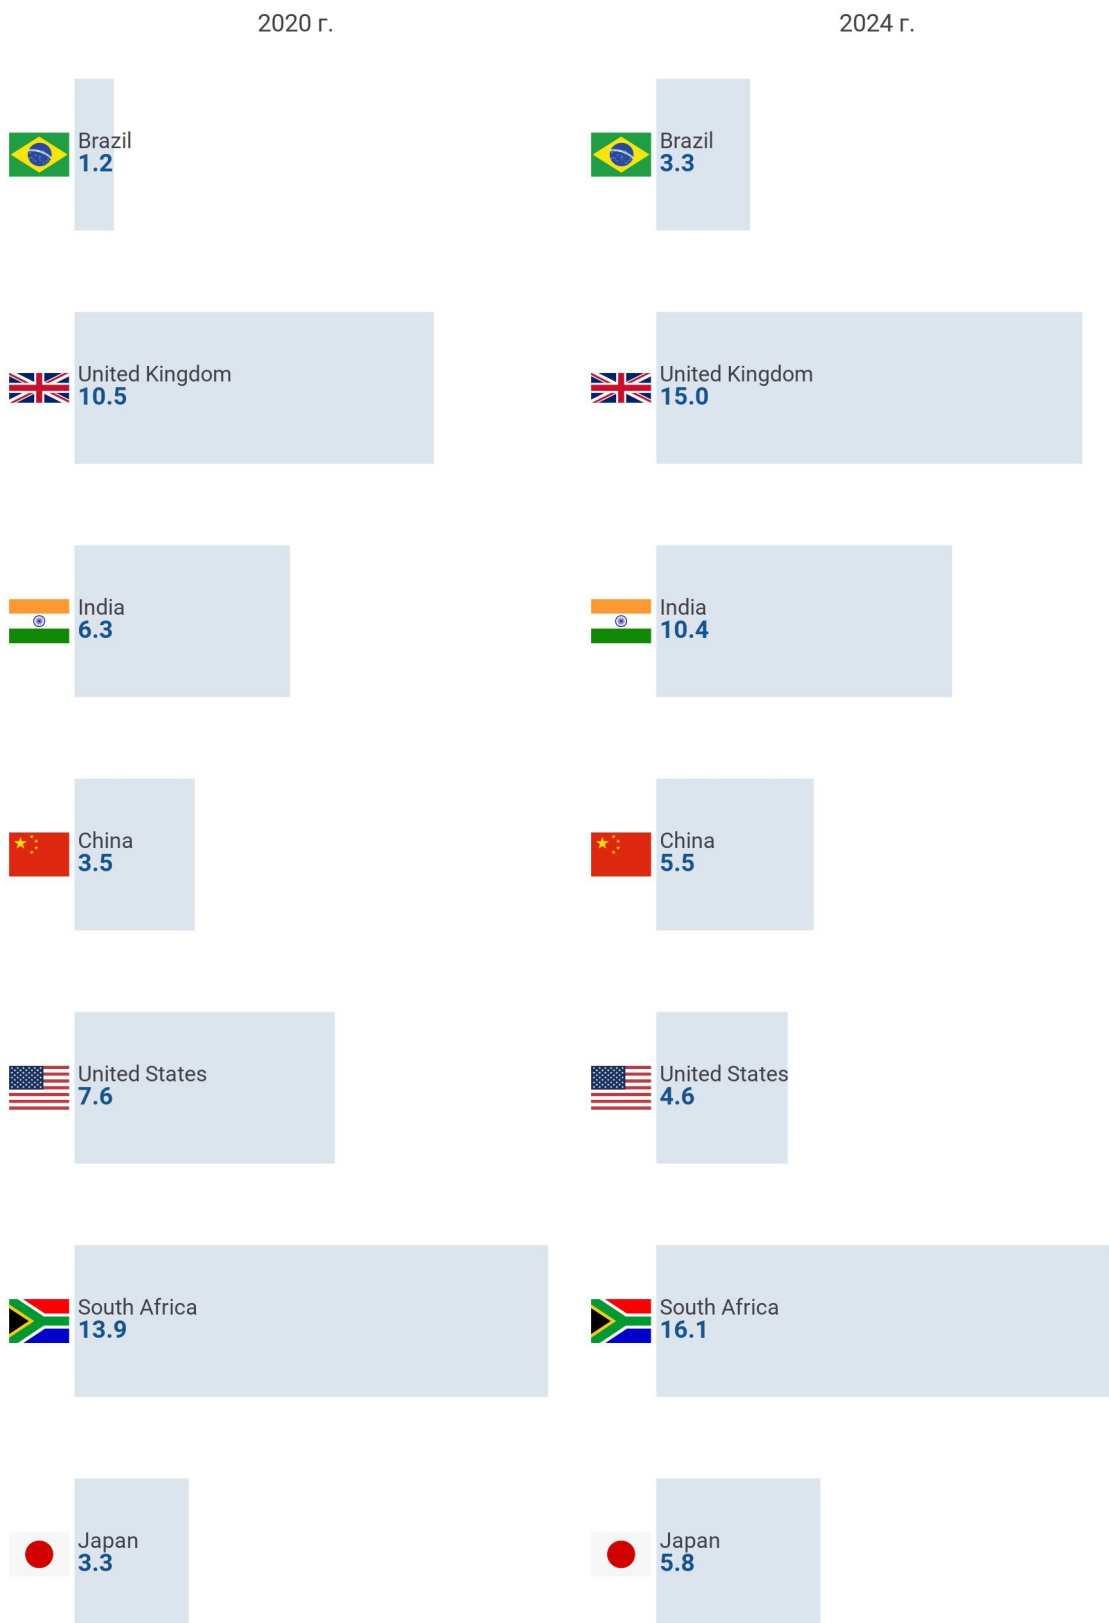 2020 г.
Brazil
1.2
United Kingdom
10.5
India
6.3
China
3.5
United States
7.6
South Africa
13.9
Japan
3.3
2024 г.
Brazil
3.3
United Kingdom
15.0
India
10.4
China
5.5
United States
4.6
South Africa
16.1
Japan
5.8